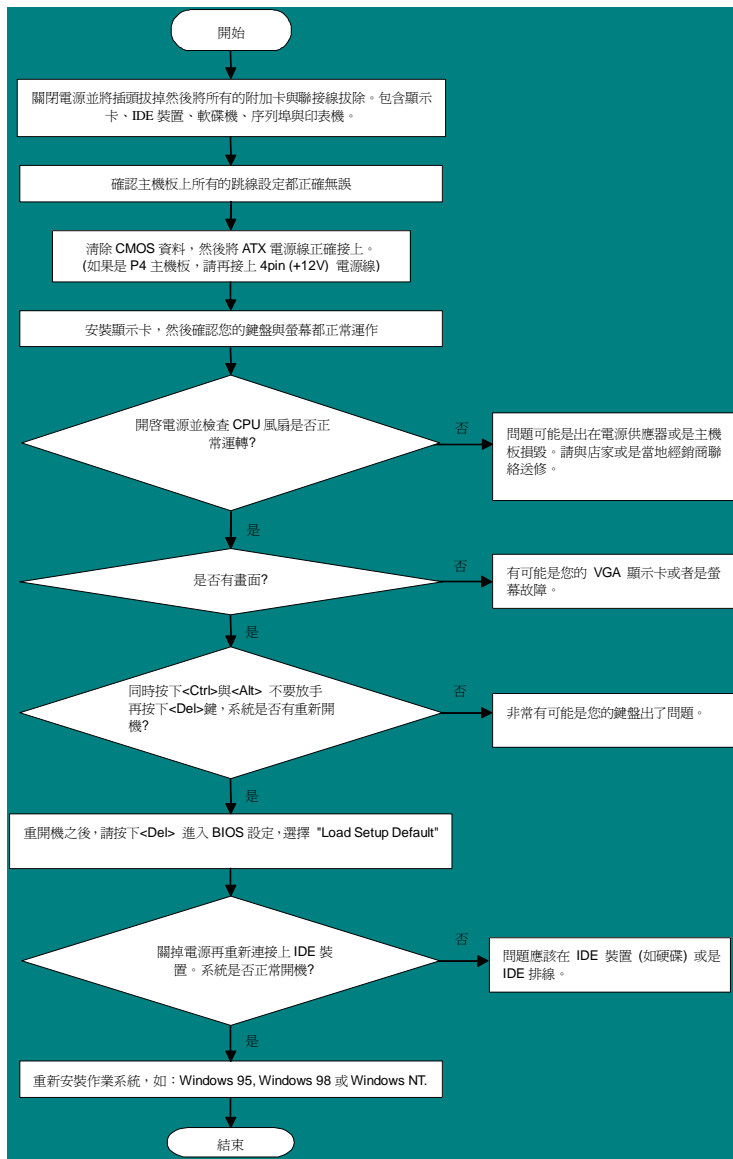 開始
關閉電源並將插頭拔掉然後將所有的附加卡與聯接線拔除。包含顯示
卡、IDE 裝置、軟碟機、序列埠與印表機。
確認主機板上所有的跳線設定都正確無誤
清除 CMOS 資料，然後將 ATX 電源線正確接上。
(如果是 P4 主機板，請再接上 4pin (+12V) 電源線)
安裝顯示卡，然後確認您的鍵盤與螢幕都正常運作
開啟電源並檢查 CPU 風扇是否正
常運轉?
否
問題可能是出在電源供應器或是主機
板損毀。請與店家或是當地經銷商聯
絡送修。
是
是否有畫面?
否
有可能是您的 VGA 顯示卡或者是螢
幕故障。
是
同時按下<Ctrl>與<Alt> 不要放手
再按下<Del>鍵，系統是否有重新開
機?
否
非常有可能是您的鍵盤出了問題。
是
重開機之後，請按下<Del> 進入 BIOS 設定，選擇 "Load Setup Default"
關掉電源再重新連接上 IDE 裝
置。系統是否正常開機?
否
問題應該在 IDE 裝置 (如硬碟) 或是
IDE 排線。
是
重新安裝作業系統，如：Windows 95, Windows 98 或 Windows NT.
結束